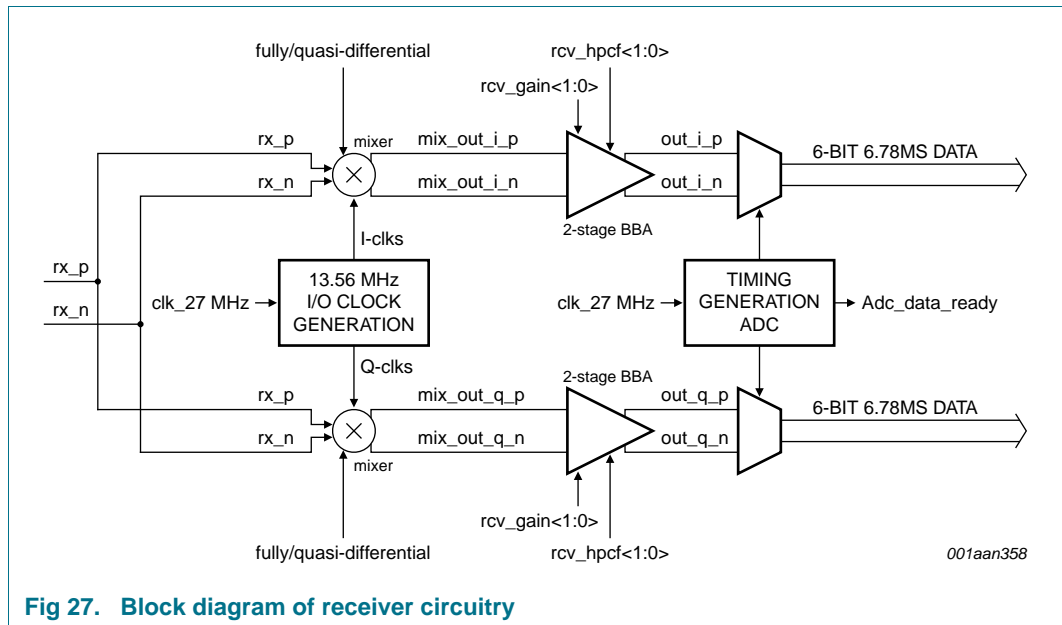 fully/quasi-differential
rcv_hpcf<1:0>
rcv_gain<1:0>
rx_p
mixer
mix_out_i_p
out_i_p
6-BIT 6.78MS DATA
rx_n
mix_out_i_n
out_i_n
2-stage BBA
I-clks
rx_p
13.56 MHz
I/O CLOCK
GENERATION
TIMING
GENERATION
ADC
clk_27 MHz
clk_27 MHz
Adc_data_ready
rx_n
Q-clks
2-stage BBA
rx_p
mix_out_q_p
out_q_p
6-BIT 6.78MS DATA
rx_n
mix_out_q_n
out_q_n
mixer
rcv_gain<1:0>
fully/quasi-differential
rcv_hpcf<1:0>
001aan358
Fig 27. Block diagram of receiver circuitry